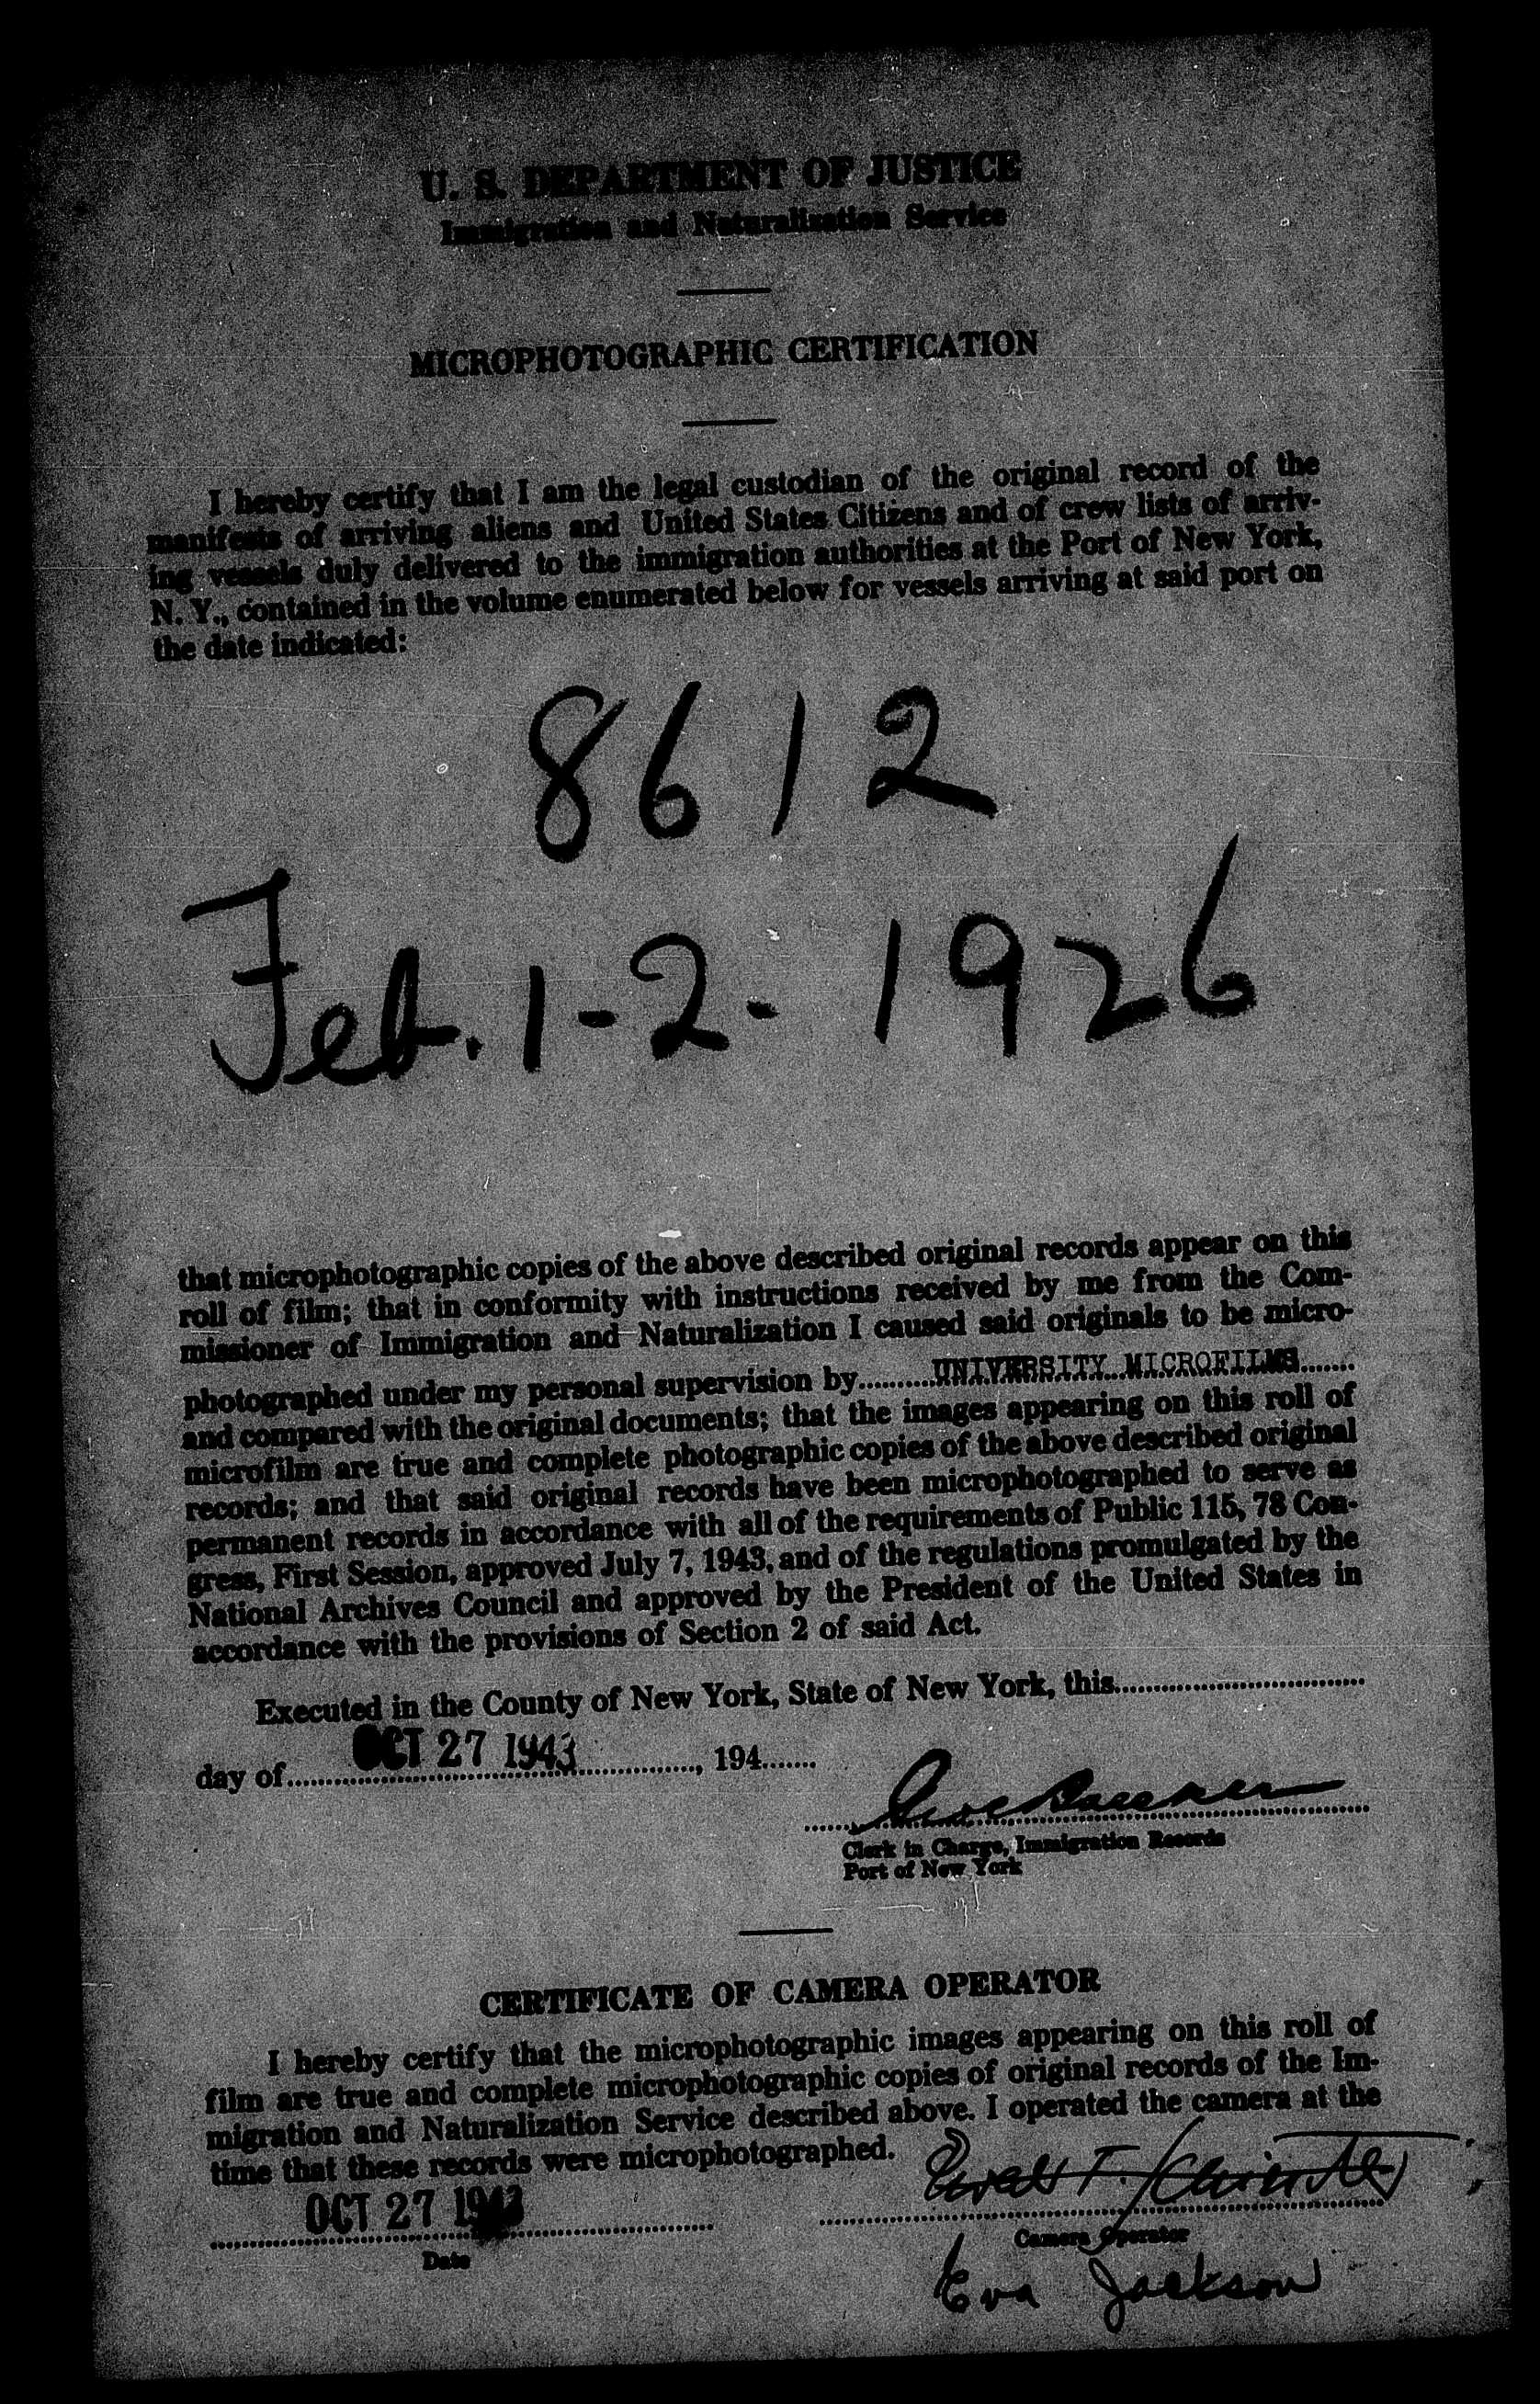 U. S. DEPARTMENT OF JUSTICE
Immigration and Naturalization Service
MICROPHOTOGRAPHIC CERTIFICATION
I hereby certify that I am the legal custodian of the original record of the
manifests of arriving aliens and United States Citizens and of crew lists of arriv-
ing vessels duly delivered to the immigration authorities at the Port of New York,
N. Y., contained in the volume enumerated below for vessels arriving at said port on
the date indicated:
8612
Feb. 1-2- 1926
that microphotographic copies of the above described original records appear on this
roll of film; that in conformity with instructions received by me from the Com-
missioner of Immigration and Naturalization I caused said originals to be micro-
photographed under my personal supervision by..........UNIVERSITY MICROFILMS.......
and compared with the original documents; that the images appearing on this roll of
microfilm are true and complete photographic copies of the above described original
records; and that said original records have been microphotographed to serve as
permanent records in accordance with all of the requirements of Public 115, 78 Con-
gress, First Session, approved July 7, 1943, and of the regulations promulgated by the
National Archives Council and approved by the President of the United States in
accordance with the provisions of Section 2 of said Act.
Executed in the County of New York, State of New York, this..............................
day of.......OCT 27 1943.............., 194.......
Clerk in Charge, Immigration Records
Port of New York
CERTIFICATE OF CAMERA OPERATOR
I hereby certify that the microphotographic images appearing on this roll of
film are true and complete microphotographic copies of original records of the Im-
migration and Naturalization Service described above. I operated the camera at the
time that these records were microphotographed.
OCT 27 1943
Camera Operator
Date
Eva Jackson